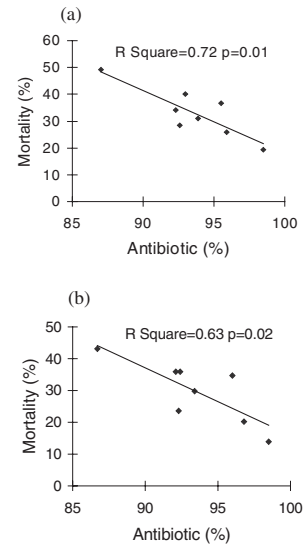 (a)
R Square=0.72 p=0.01
60
50
40
30
20
10
0
Mortality (%)
85 90 95 100
Antibiotic (%)
(b)
R Square=0.63 p=0.02
50
40
30
20
10
0
Mortality (%)
85 90 95 100
Antibiotic (%)